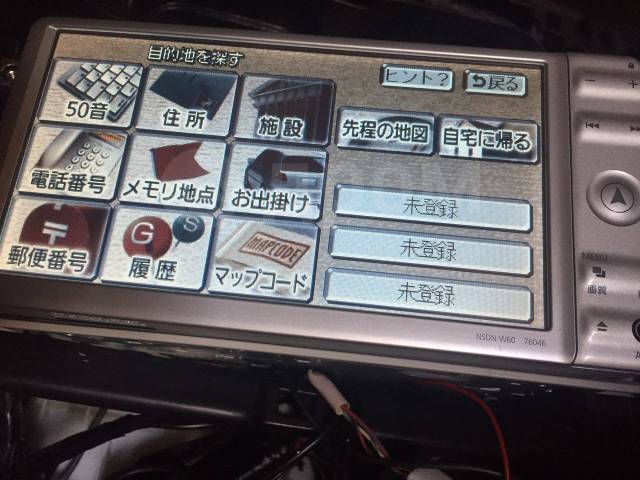 目的地を探す
ヒント?
戻る
50音
住所
施設
先程の地図
自宅に帰る
電話番号
メモリ地点
お出掛け
未登録
郵便番号
〒
履歴
G
S
マップコード
MAPCODE
未登録
未登録
NSDN-W60 76046
MENU
画質